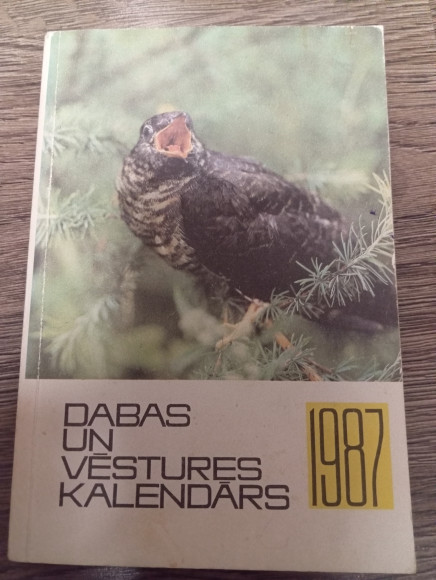 DABAS
UN
VĒSTURES
KALENDĀRS
1987